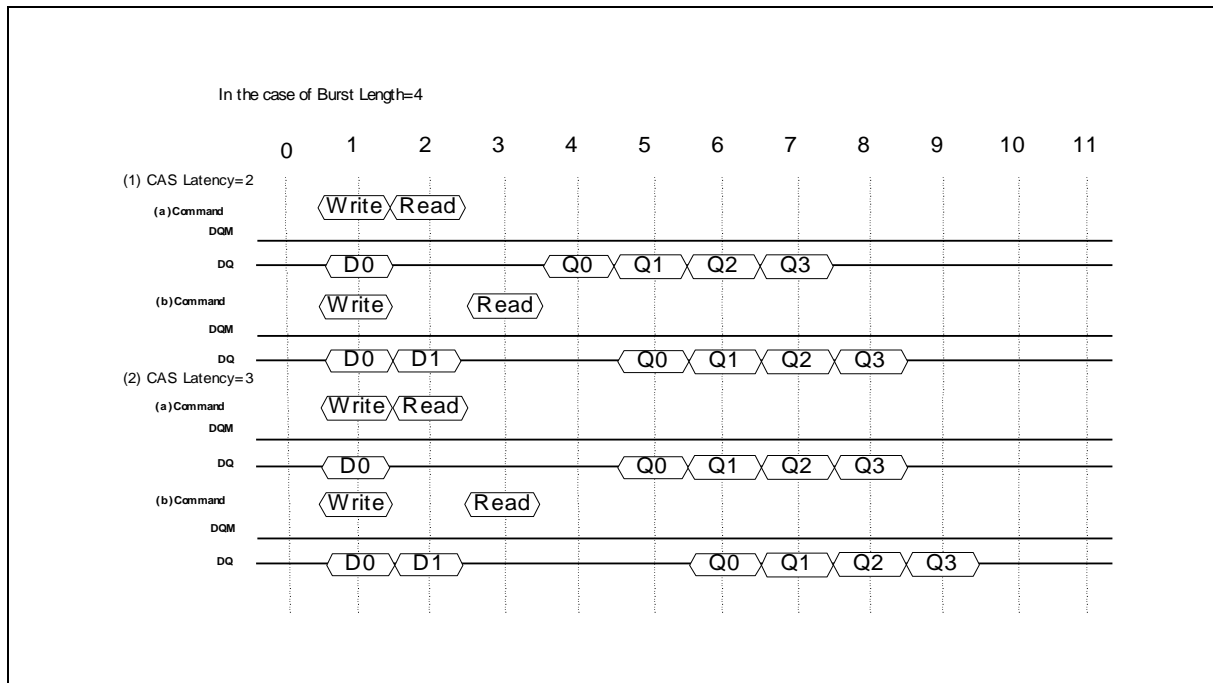 In the case of Burst Length=4
0 1 2 3 4 5 6 7 8 9 10 11
(1) CAS Latency=2
(a)Command Write Read
DQM
DQ D0 Q0 Q1 Q2 Q3
(b)Command Write Read
DQM
DQ D0 D1 Q0 Q1 Q2 Q3
(2) CAS Latency=3
(a)Command Write Read
DQM
DQ D0 Q0 Q1 Q2 Q3
(b)Command Write Read
DQM
DQ D0 D1 Q0 Q1 Q2 Q3